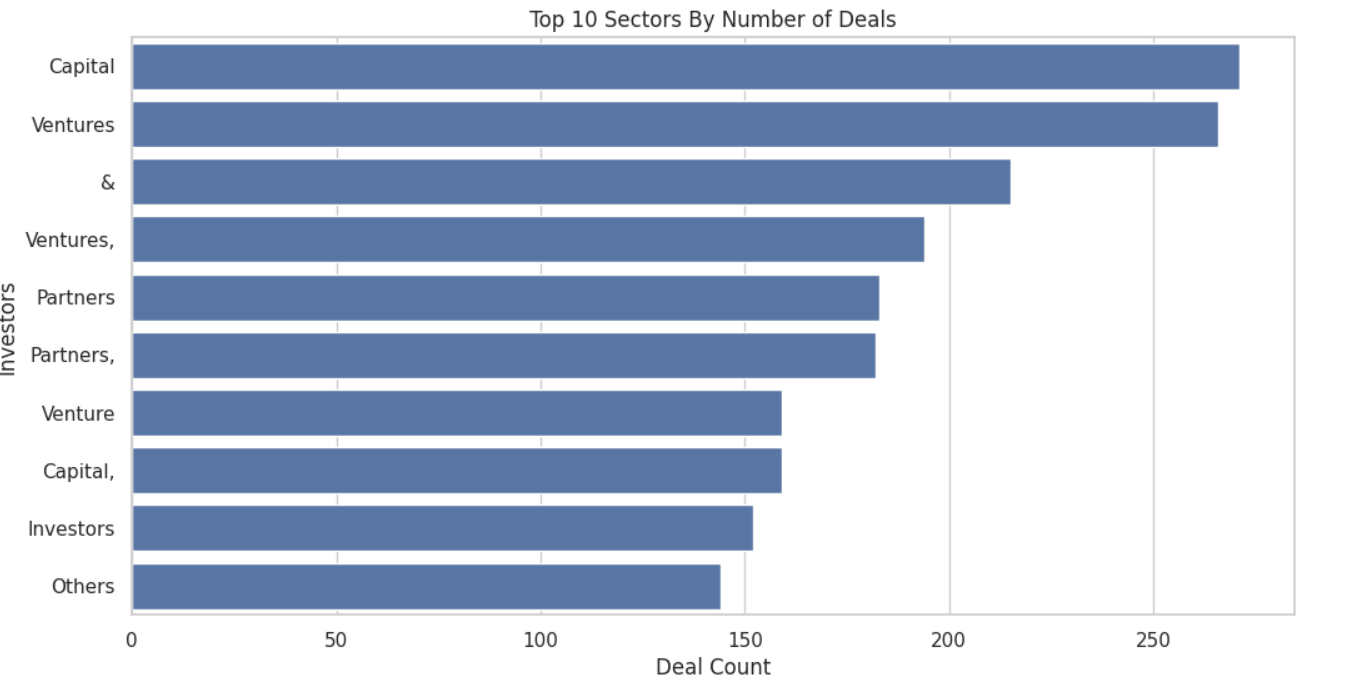 Top 10 Sectors By Number of Deals
Investors
Capital
Ventures
&
Ventures,
Partners
Partners,
Venture
Capital,
Investors
Others
0 50 100 150 200 250
Deal Count